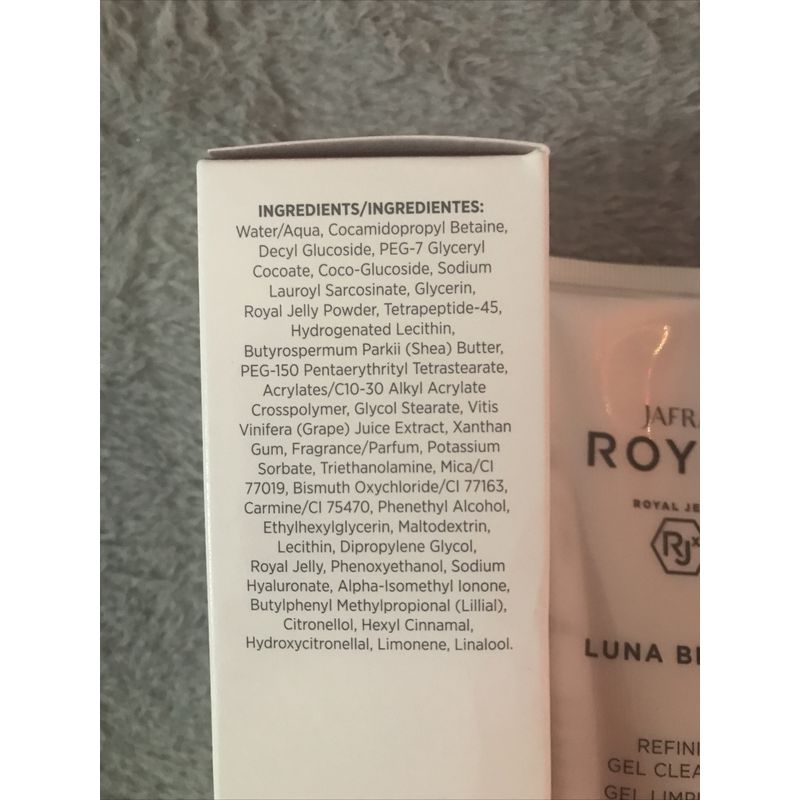 INGREDIENTS/INGREDIENTES:
Water/Aqua, Cocamidopropyl Betaine,
Decyl Glucoside, PEG-7 Glyceryl
Cocoate, Coco-Glucoside, Sodium
Lauroyl Sarcosinate, Glycerin,
Royal Jelly Powder, Tetrapeptide-45,
Hydrogenated Lecithin,
Butyrospermum Parkii (Shea) Butter,
PEG-150 Pentaerythrityl Tetrastearate,
Acrylates/C10-30 Alkyl Acrylate
Crosspolymer, Glycol Stearate, Vitis
Vinifera (Grape) Juice Extract, Xanthan
Gum, Fragrance/Parfum, Potassium
Sorbate, Triethanolamine, Mica/CI
77019, Bismuth Oxychloride/CI 77163,
Carmine/CI 75470, Phenethyl Alcohol,
Ethylhexylglycerin, Maltodextrin,
Lecithin, Dipropylene Glycol,
Royal Jelly, Phenoxyethanol, Sodium
Hyaluronate, Alpha-Isomethyl Ionone,
Butylphenyl Methylpropional (Lillial),
Citronellol, Hexyl Cinnamal,
Hydroxycitronellal, Limonene, Linalool.
JAFR
ROY
ROYAL JE
RJx
LUNA B
REFINI
GEL CLEA
GEL LIMP